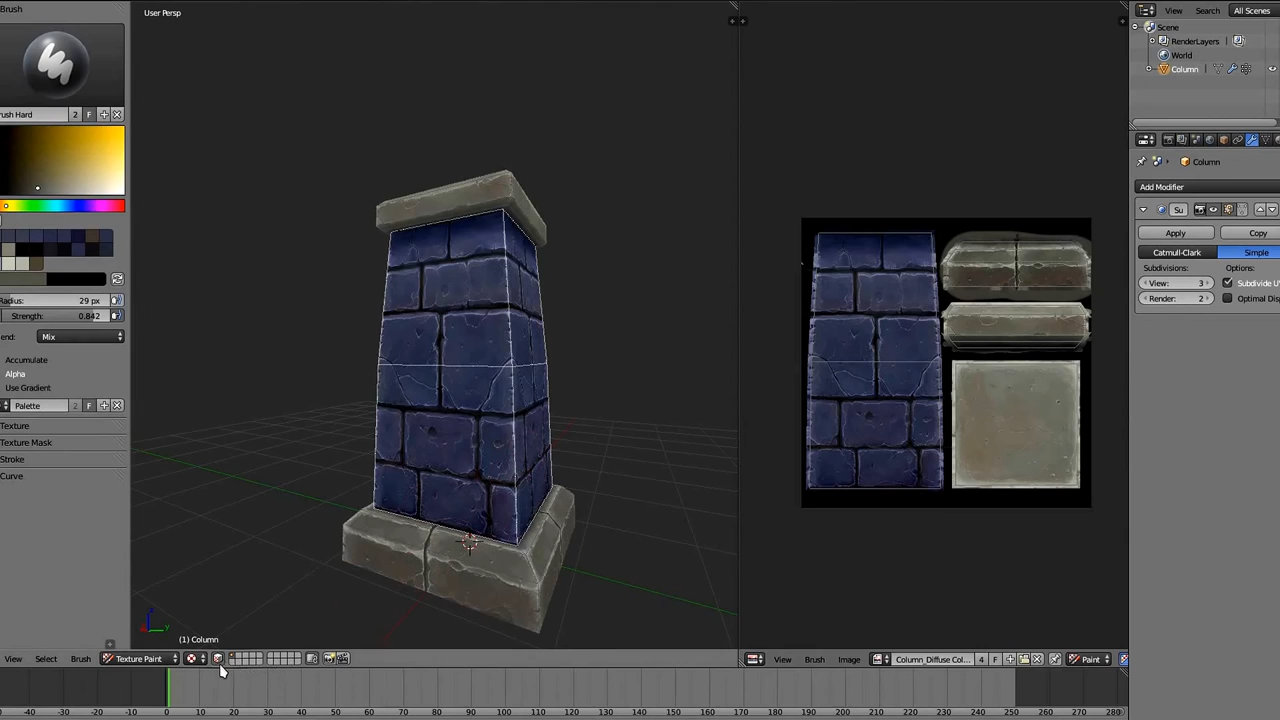 Brush
User Persp
View Search All Scenes
Scene
RenderLayers
World
Column
rush Hard 2 F
Column
Add Modifier
Su
Apply Copy
Catmull-Clark Simple
Subdivisions: Options:
View: 3 Subdivide U
Render: 2 Optimal Disp
Radius: 29 px
Strength: 0.842
end: Mix
Accumulate
Alpha
Use Gradient
Palette 2 F
Texture
Texture Mask
Stroke
Curve
(1) Column
View Select Brush Texture Paint
View Brush Image Column_Diffuse Col... 4 F Paint
-40 -30 -20 -10 0 10 20 30 40 50 60 70 80 90 100 110 120 130 140 150 160 170 180 190 200 210 220 230 240 250 260 270 280